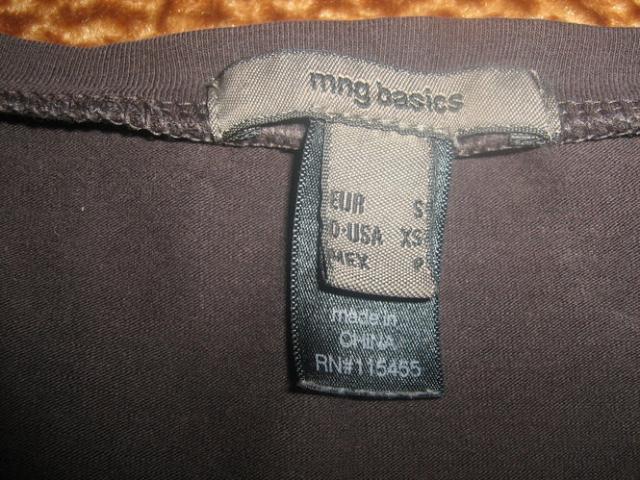 mng basics
EUR S
D·USA XS
MEX P
made in
CHINA
RN#115455